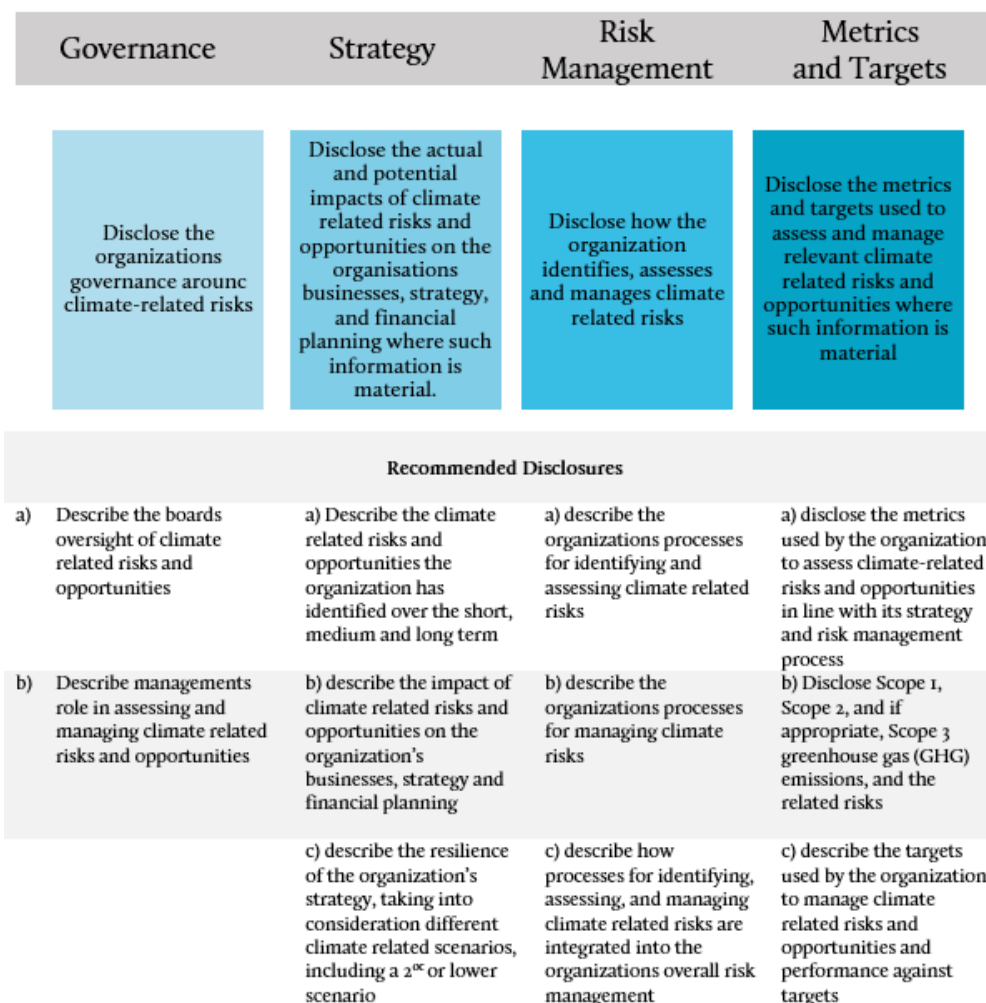 Governance
Strategy
Risk
Management
Metrics
and Targets
Disclose the
organizations
governance arounc
climate-related risks
Disclose the actual
and potential
impacts of climate
related risks and
opportunities on the
organisations
businesses, strategy,
and financial
planning where such
information is
material.
Disclose how the
organization
identifies, assesses
and manages climate
related risks
Disclose the metrics
and targets used to
assess and manage
relevant climate
related risks and
opportunities where
such information is
material
Recommended Disclosures
a) Describe the boards
oversight of climate
related risks and
opportunities
a) Describe the climate
related risks and
opportunities the
organization has
identified over the short,
medium and long term
a) describe the
organizations processes
for identifying and
assessing climate related
risks
a) disclose the metrics
used by the organization
to assess climate-related
risks and opportunities
in line with its strategy
and risk management
process
b) Describe managements
role in assessing and
managing climate related
risks and opportunities
b) describe the impact of
climate related risks and
opportunities on the
organization's
businesses, strategy and
financial planning
b) describe the
organizations processes
for managing climate
risks
b) Disclose Scope 1,
Scope 2, and if
appropriate, Scope 3
greenhouse gas (GHG)
emissions, and the
related risks
c) describe the resilience
of the organization's
strategy, taking into
consideration different
climate related scenarios,
including a 2ºc or lower
scenario
c) describe how
processes for identifying,
assessing, and managing
climate related risks are
integrated into the
organizations overall risk
management
c) describe the targets
used by the organization
to manage climate
related risks and
opportunities and
performance against
targets